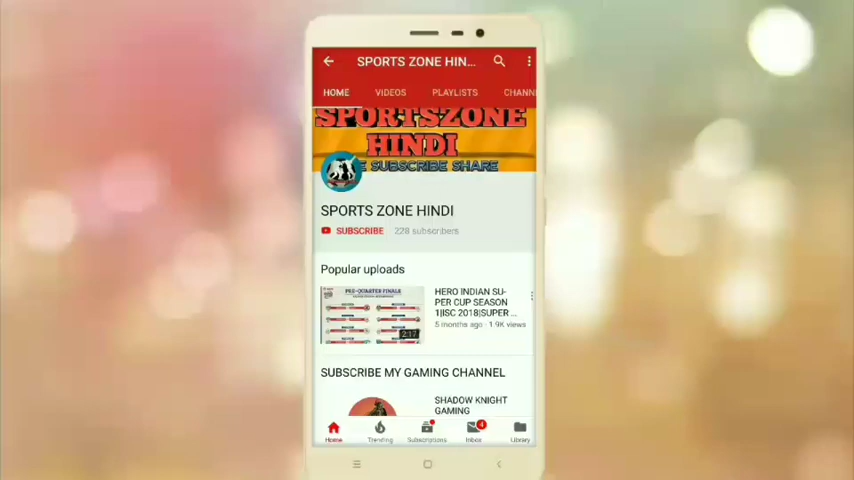 SPORTS ZONE HIN...
HOME VIDEOS PLAYLISTS CHANN
SPORTSZONE
HINDI
E SUBSCRIBE SHARE
SPORTS ZONE HINDI
SUBSCRIBE 228 subscribers
Popular uploads
PRE-QUARTER FINALS
2:17
HERO INDIAN SU-
PER CUP SEASON
1|ISC 2018|SUPER ...
5 months ago · 1.9K views
SUBSCRIBE MY GAMING CHANNEL
SHADOW KNIGHT
GAMING
4
Home Trending Subscriptions Inbox Library